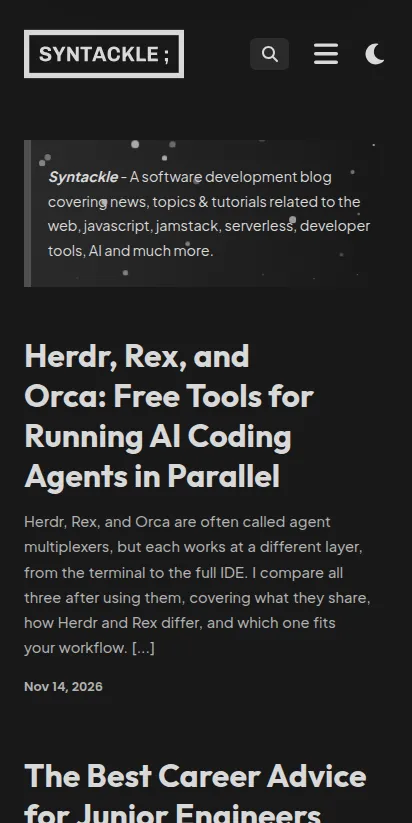 SYNTACKLE ;
Syntackle - A software development blog
covering news, topics & tutorials related to the
web, javascript, jamstack, serverless, developer
tools, AI and much more.
Herdr, Rex, and
Orca: Free Tools for
Running AI Coding
Agents in Parallel
Herdr, Rex, and Orca are often called agent
multiplexers, but each works at a different layer,
from the terminal to the full IDE. I compare all
three after using them, covering what they share,
how Herdr and Rex differ, and which one fits
your workflow. [...]
Nov 14, 2026
The Best Career Advice
for Junior Engineers